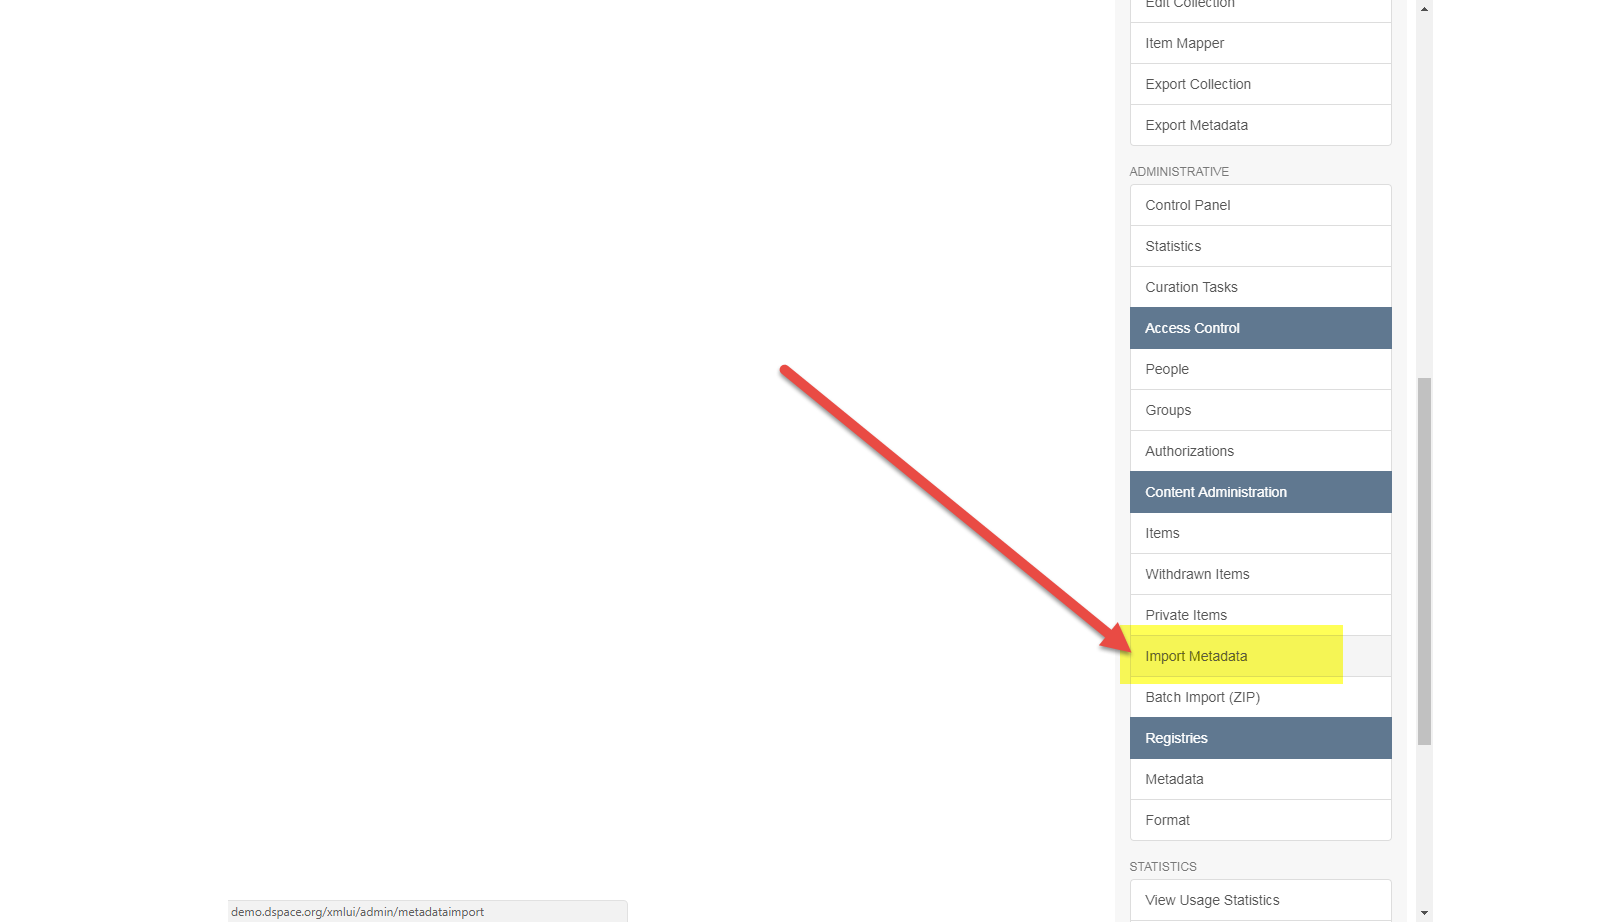 Edit Collection
Item Mapper
Export Collection
Export Metadata
ADMINISTRATIVE
Control Panel
Statistics
Curation Tasks
Access Control
People
Groups
Authorizations
Content Administration
Items
Withdrawn Items
Private Items
Import Metadata
Batch Import (ZIP)
Registries
Metadata
Format
STATISTICS
View Usage Statistics
demo.dspace.org/xmlui/admin/metadataimport